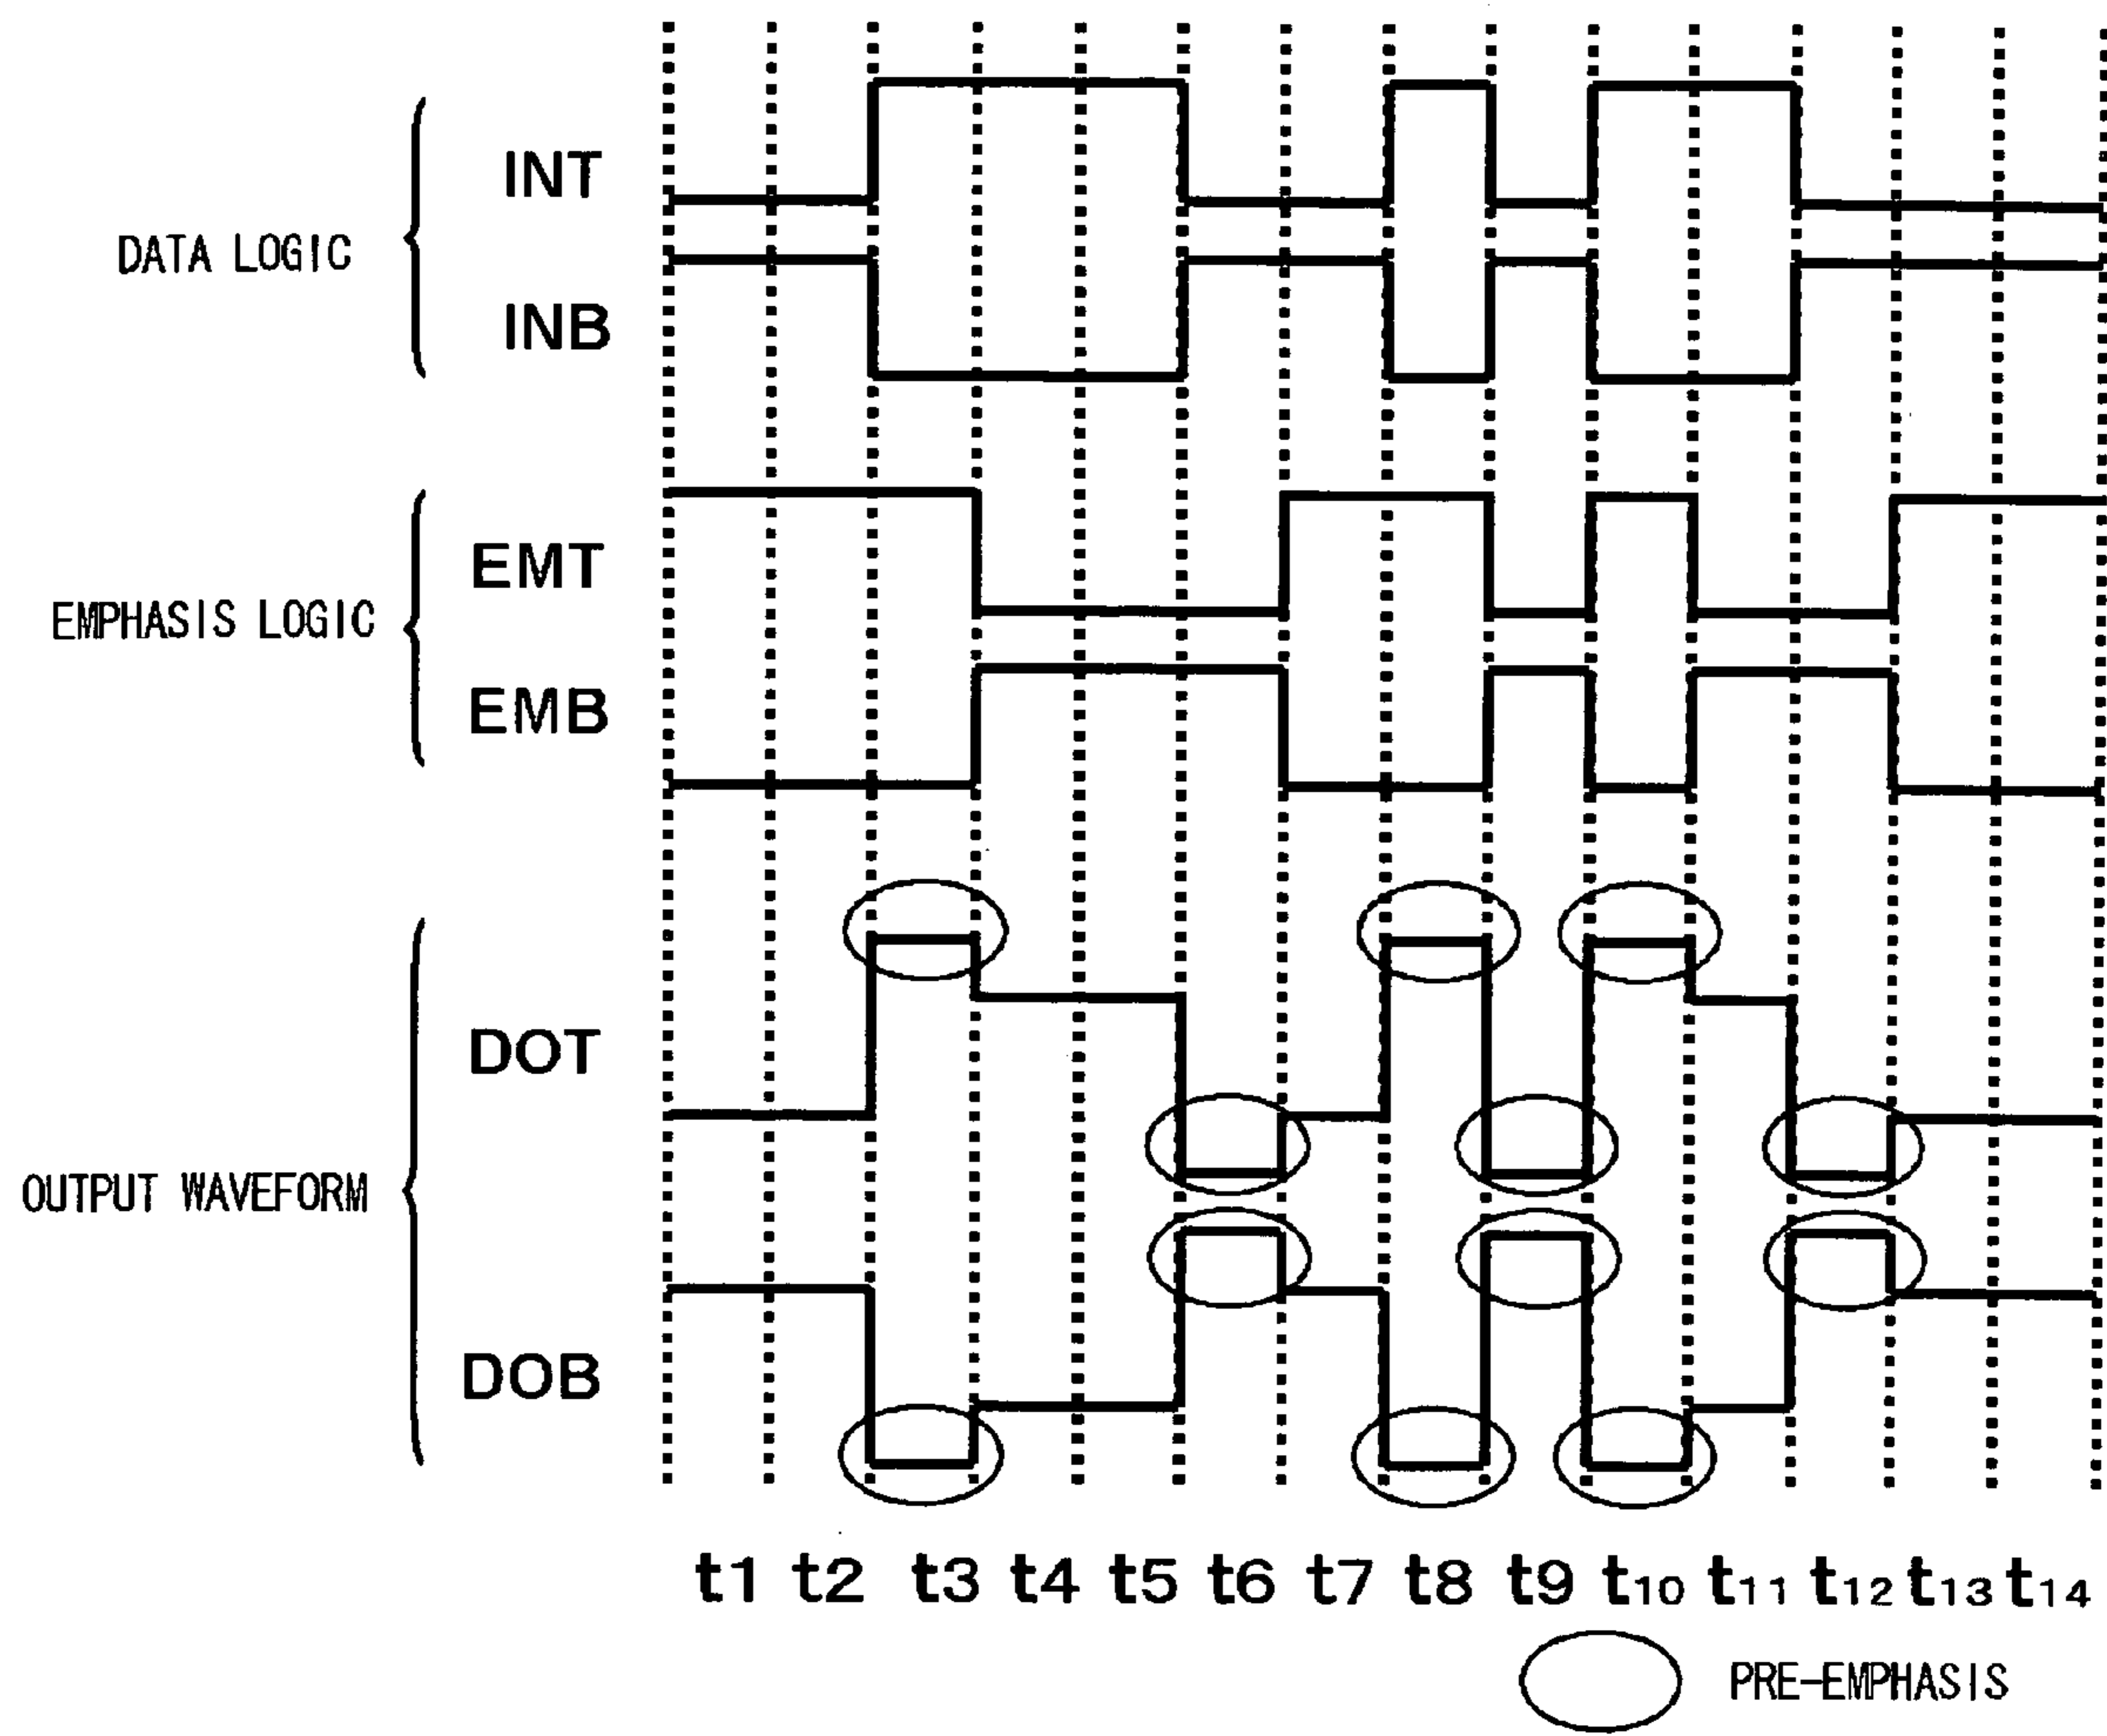 INT
DATA LOGIC
INB
EMT
EMPHASIS LOGIC
EMB
DOT
OUTPUT WAVEFORM
DOB
t1 t2 t3 t4 t5 t6 t7 t8 t9 t10 t11 t12 t13 t14
PRE-EMPHASIS